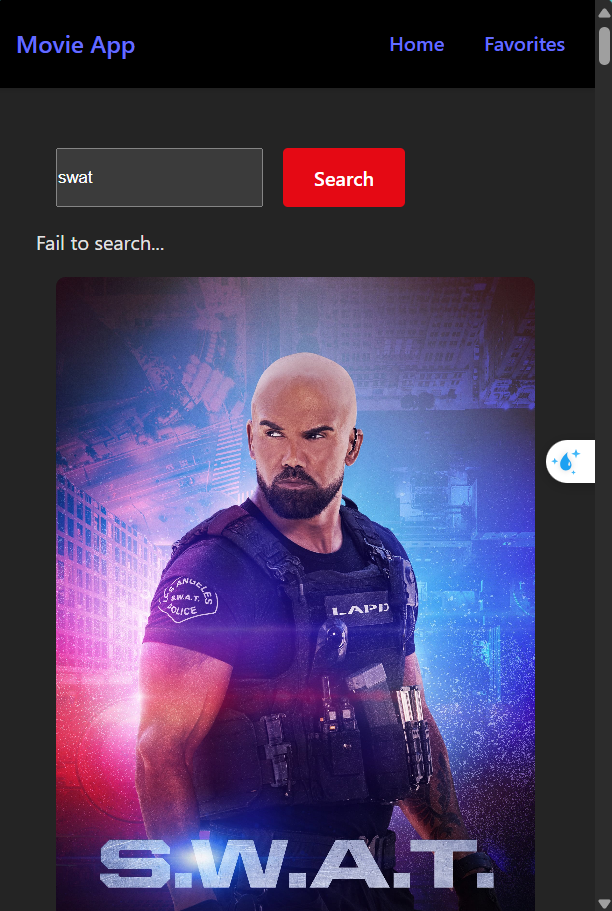 Movie App
Home
Favorites
swat
Search
Fail to search...
LOS ANGELES
S.W.A.T.
POLICE
LAPD
S.W.A.T.